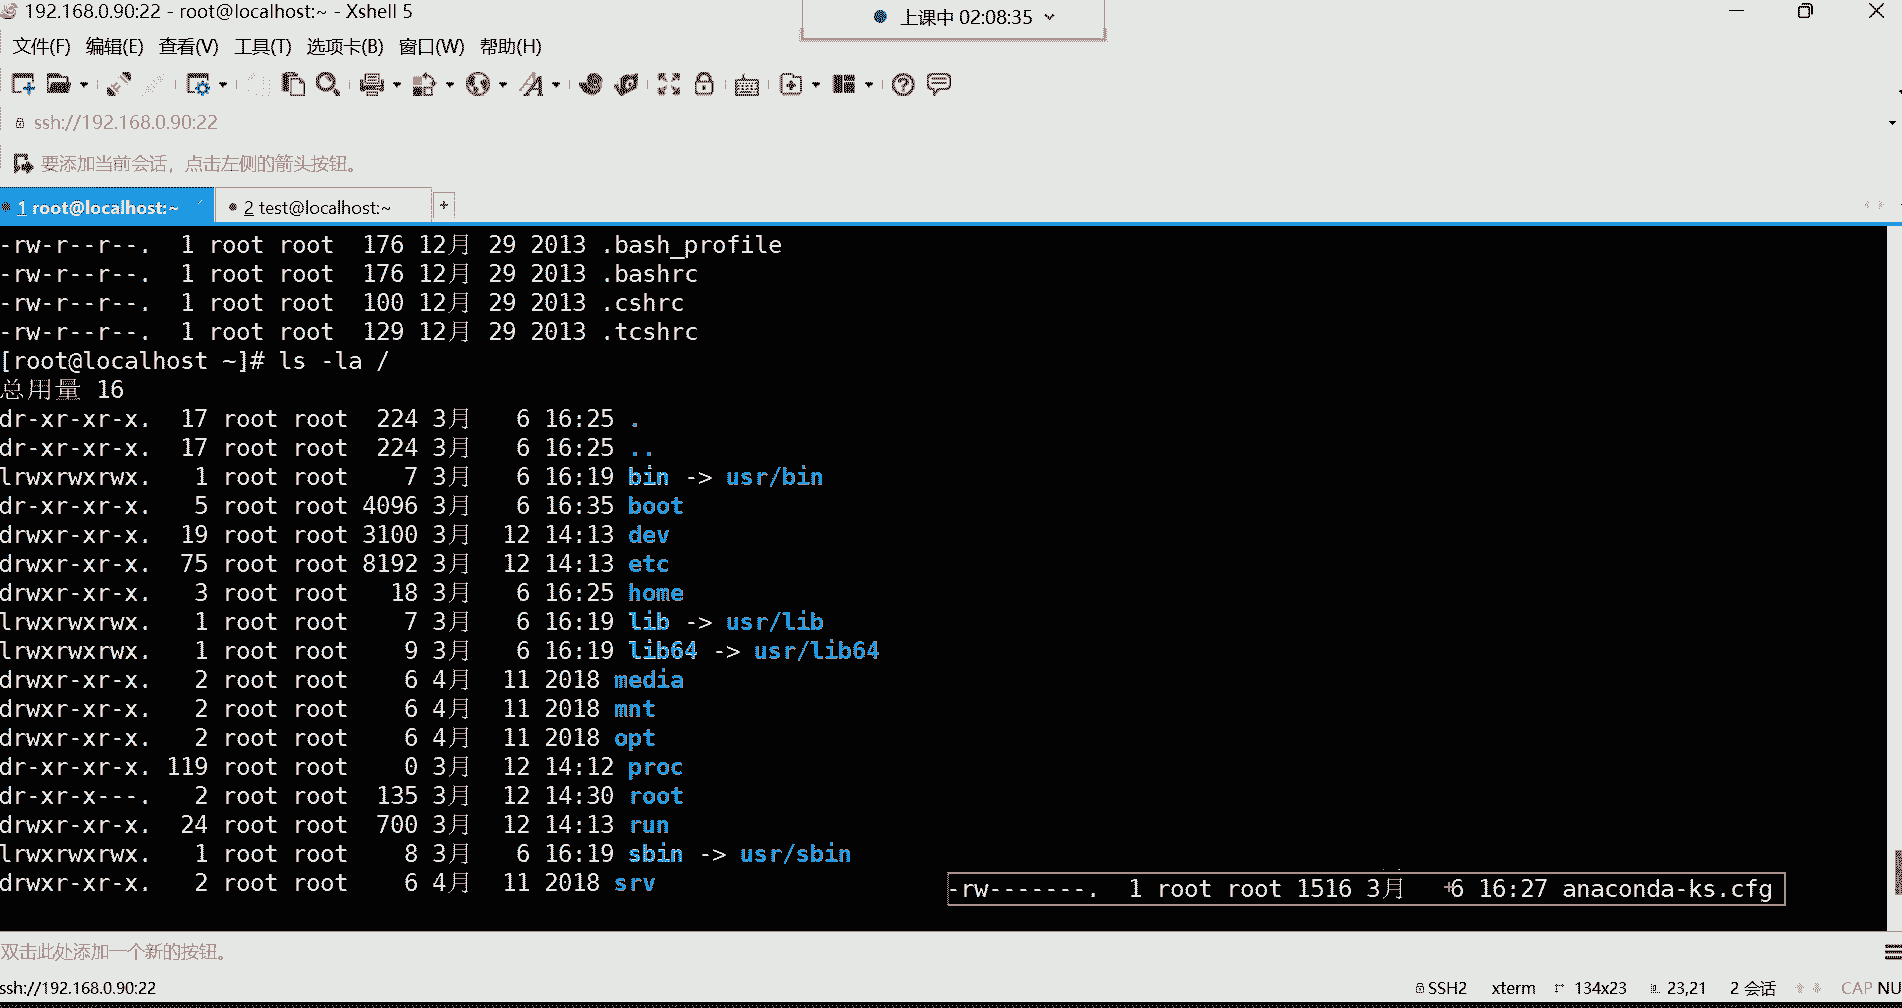 192.168.0.90:22 - root@localhost:~ - Xshell 5
上课中 02:08:35
文件(F) 编辑(E) 查看(V) 工具(T) 选项卡(B) 窗口(W) 帮助(H)
ssh://192.168.0.90:22
要添加当前会话，点击左侧的箭头按钮。
1 root@localhost:~ 2 test@localhost:~ +
-rw-r--r--. 1 root root 176 12月 29 2013 .bash_profile
-rw-r--r--. 1 root root 176 12月 29 2013 .bashrc
-rw-r--r--. 1 root root 100 12月 29 2013 .cshrc
-rw-r--r--. 1 root root 129 12月 29 2013 .tcshrc
[root@localhost ~]# ls -la /
总用量 16
dr-xr-xr-x. 17 root root 224 3月 6 16:25 .
dr-xr-xr-x. 17 root root 224 3月 6 16:25 ..
lrwxrwxrwx. 1 root root 7 3月 6 16:19 bin -> usr/bin
dr-xr-xr-x. 5 root root 4096 3月 6 16:35 boot
drwxr-xr-x. 19 root root 3100 3月 12 14:13 dev
drwxr-xr-x. 75 root root 8192 3月 12 14:13 etc
drwxr-xr-x. 3 root root 18 3月 6 16:25 home
lrwxrwxrwx. 1 root root 7 3月 6 16:19 lib -> usr/lib
lrwxrwxrwx. 1 root root 9 3月 6 16:19 lib64 -> usr/lib64
drwxr-xr-x. 2 root root 6 4月 11 2018 media
drwxr-xr-x. 2 root root 6 4月 11 2018 mnt
drwxr-xr-x. 2 root root 6 4月 11 2018 opt
dr-xr-xr-x. 119 root root 0 3月 12 14:12 proc
dr-xr-x---. 2 root root 135 3月 12 14:30 root
drwxr-xr-x. 24 root root 700 3月 12 14:13 run
lrwxrwxrwx. 1 root root 8 3月 6 16:19 sbin -> usr/sbin
drwxr-xr-x. 2 root root 6 4月 11 2018 srv
-rw-------. 1 root root 1516 3月 6 16:27 anaconda-ks.cfg
双击此处添加一个新的按钮。
ssh://192.168.0.90:22 SSH2 xterm 134x23 23,21 2 会话 CAP NU